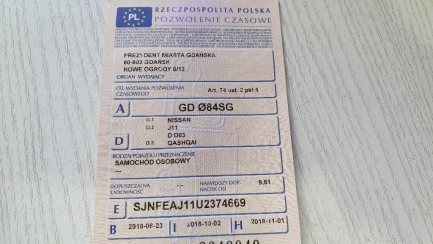 RZECZPOSPOLITA POLSKA
PL
POZWOLENIE CZASOWE
PREZYDENT MIASTA GDAŃSKA
80-803 GDAŃSK
NOWE OGRODY 8/12
ORGAN WYDAJĄCY
CEL WYDANIA POZWOLENIA CZASOWEGO Art. 74 ust. 2 pkt 1
A GD Ø84SG
D.1 NISSAN
D.2 J11
D D03
D D.3 QASHQAI
RODZAJ POJAZDU/PRZEZNACZENIE
SAMOCHÓD OSOBOWY
---
DOPUSZCZALNA ŁADOWNOŚĆ --- NAJWIĘKSZY DOP. NACISK 9,51
E SJNFEAJ11U2374669
B 2018-08-23 I 2018-10-02 H 2018-11-01